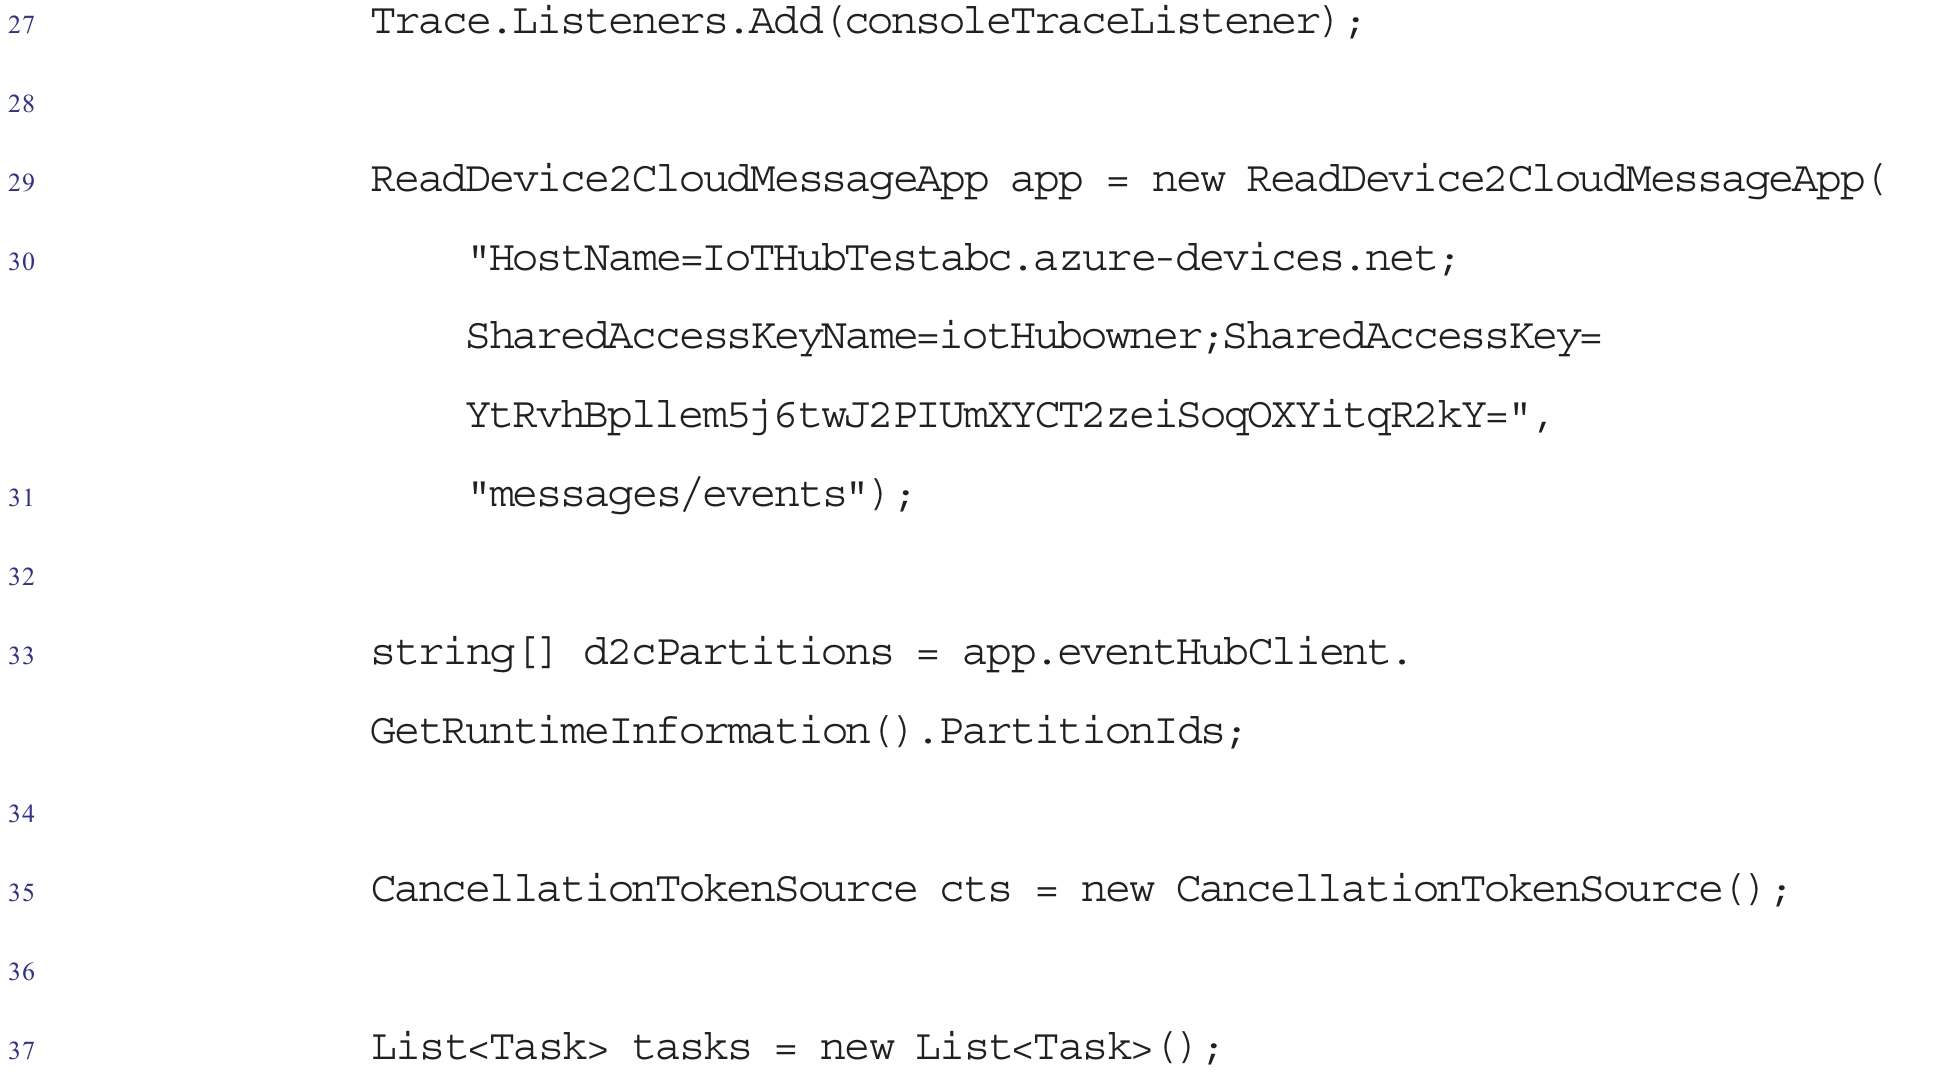 27 Trace.Listeners.Add(consoleTraceListener);
28
29 ReadDevice2CloudMessageApp app = new ReadDevice2CloudMessageApp(
30 "HostName=IoTHubTestabc.azure-devices.net;
SharedAccessKeyName=iotHubowner;SharedAccessKey=
YtRvhBpllem5j6twJ2PIUmXYCT2zeiSoqOXYitqR2kY=",
31 "messages/events");
32
33 string[] d2cPartitions = app.eventHubClient.
GetRuntimeInformation().PartitionIds;
34
35 CancellationTokenSource cts = new CancellationTokenSource();
36
37 List<Task> tasks = new List<Task>();